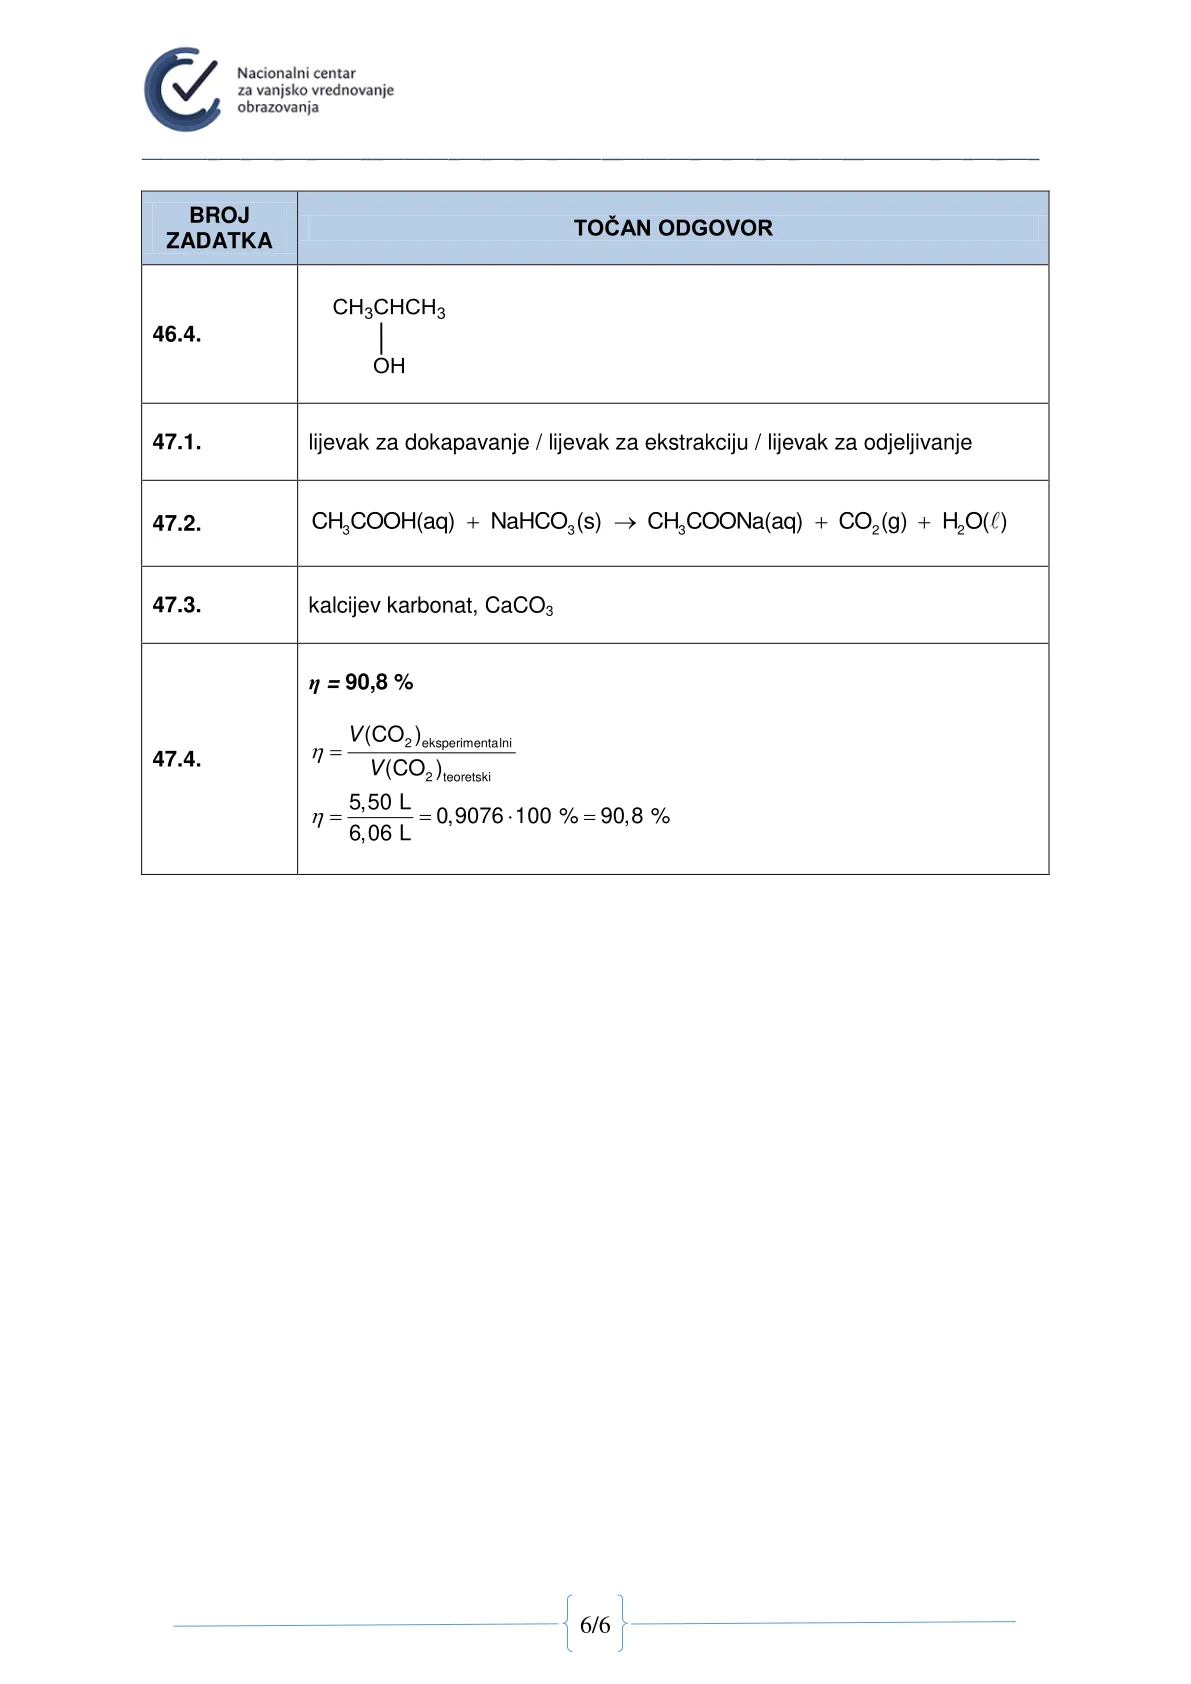 Nacionalni centar
za vanjsko vrednovanje
obrazovanja
BROJ
ZADATKA
TOČAN ODGOVOR
46.4.
CH₃CHCH₃
OH
47.1.
lijevak za dokapavanje / lijevak za ekstrakciju / lijevak za odjeljivanje
47.2.
CH₃COOH(aq) + NaHCO₃(s) → CH₃COONa(aq) + CO₂(g) + H₂O(ℓ)
47.3.
kalcijev karbonat, CaCO₃
47.4.
η = 90,8 %
η = V(CO₂)eksperimentalni / V(CO₂)teoretski
η = 5,50 L / 6,06 L = 0,9076 · 100 % = 90,8 %
6/6